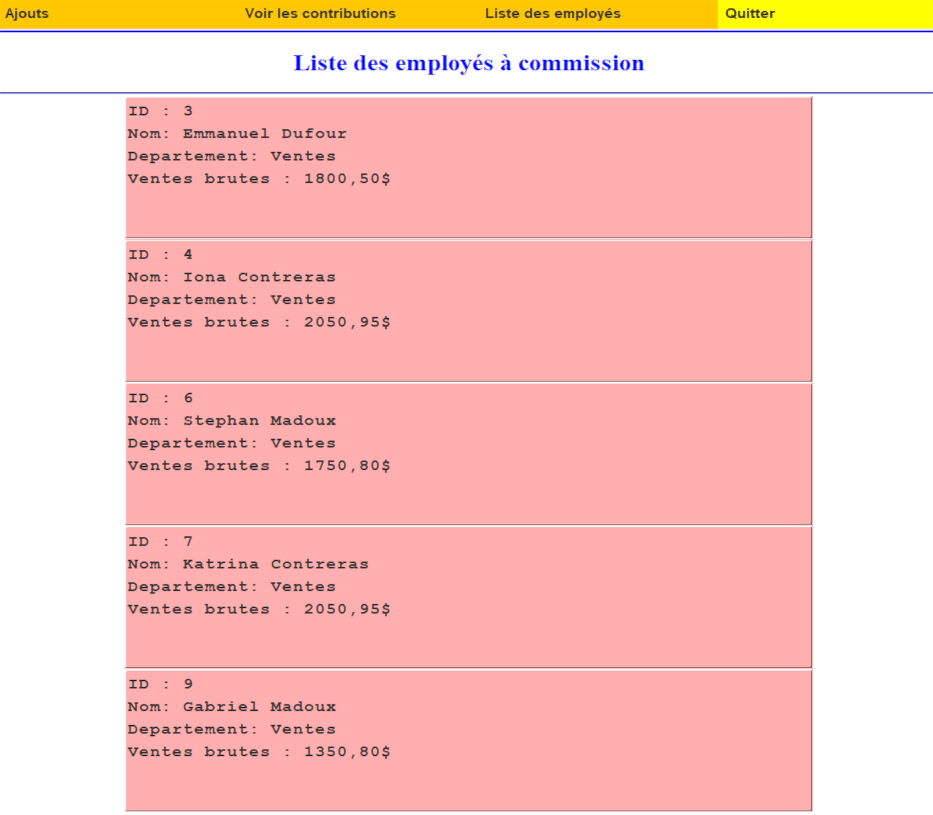 Ajouts Voir les contributions Liste des employés Quitter
Liste des employés à commission
ID : 3
Nom: Emmanuel Dufour
Departement: Ventes
Ventes brutes : 1800,50$
ID : 4
Nom: Iona Contreras
Departement: Ventes
Ventes brutes : 2050,95$
ID : 6
Nom: Stephan Madoux
Departement: Ventes
Ventes brutes : 1750,80$
ID : 7
Nom: Katrina Contreras
Departement: Ventes
Ventes brutes : 2050,95$
ID : 9
Nom: Gabriel Madoux
Departement: Ventes
Ventes brutes : 1350,80$